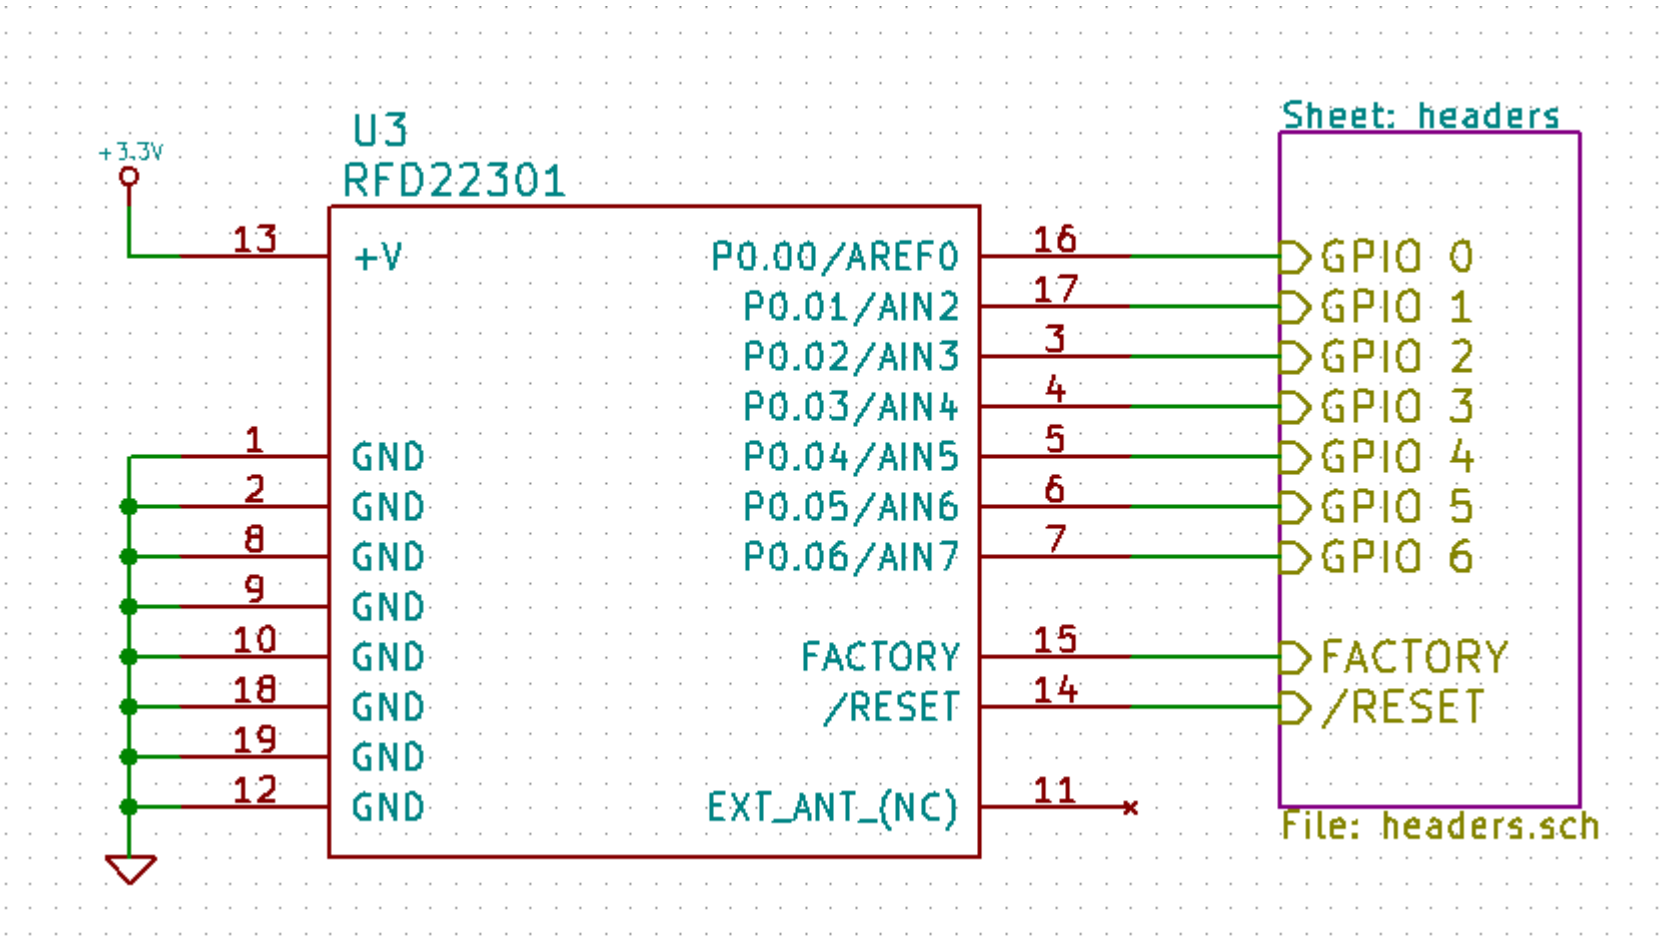 Sheet: headers
U3
+3.3V
RFD22301
13 +V P0.00/AREF0 16 GPIO 0
P0.01/AIN2 17 GPIO 1
P0.02/AIN3 3 GPIO 2
P0.03/AIN4 4 GPIO 3
1 GND P0.04/AIN5 5 GPIO 4
2 GND P0.05/AIN6 6 GPIO 5
8 GND P0.06/AIN7 7 GPIO 6
9 GND
10 GND FACTORY 15 FACTORY
18 GND /RESET 14 /RESET
19 GND
12 GND EXT_ANT_(NC) 11
File: headers.sch